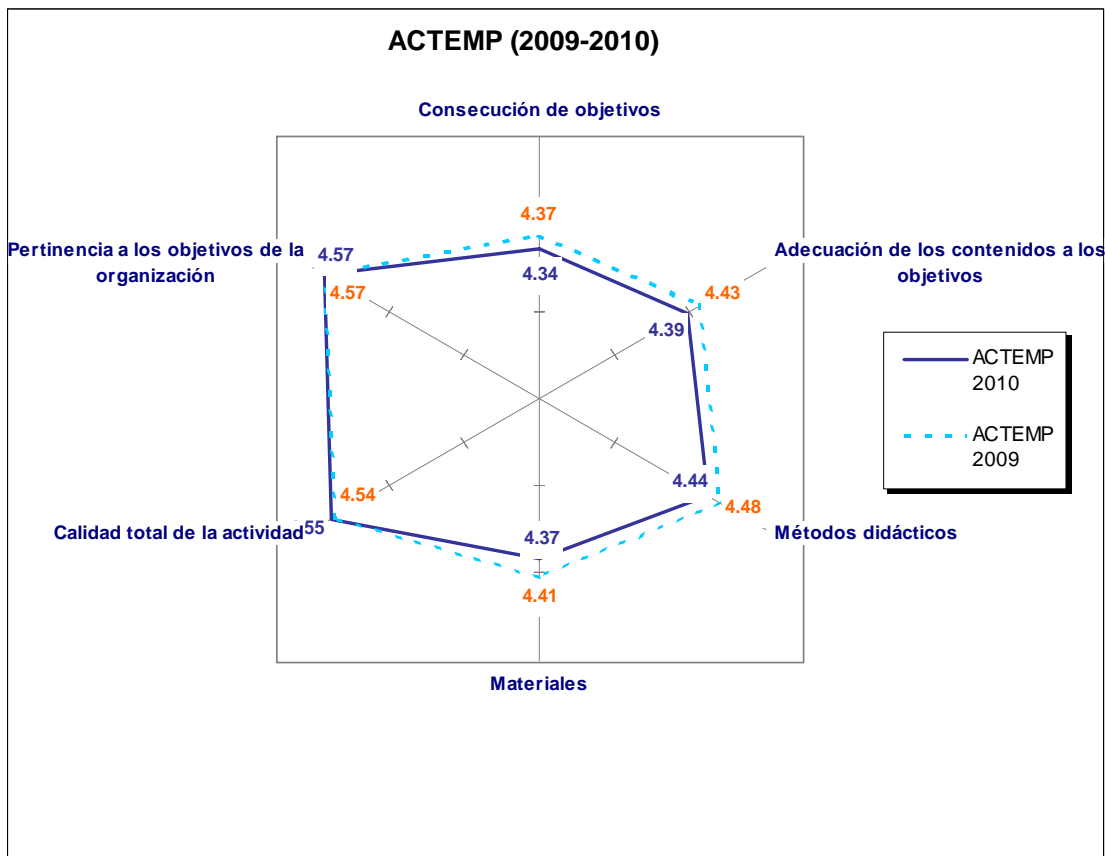 ACTEMP (2009-2010)
Consecución de objetivos
4.37
4.34
Pertinencia a los objetivos de la
organización
4.57
4.57
Adecuación de los contenidos a los
objetivos
4.43
4.39
ACTEMP
2010
ACTEMP
2009
4.44
4.48
Métodos didácticos
4.54
55
Calidad total de la actividad
4.37
4.41
Materiales